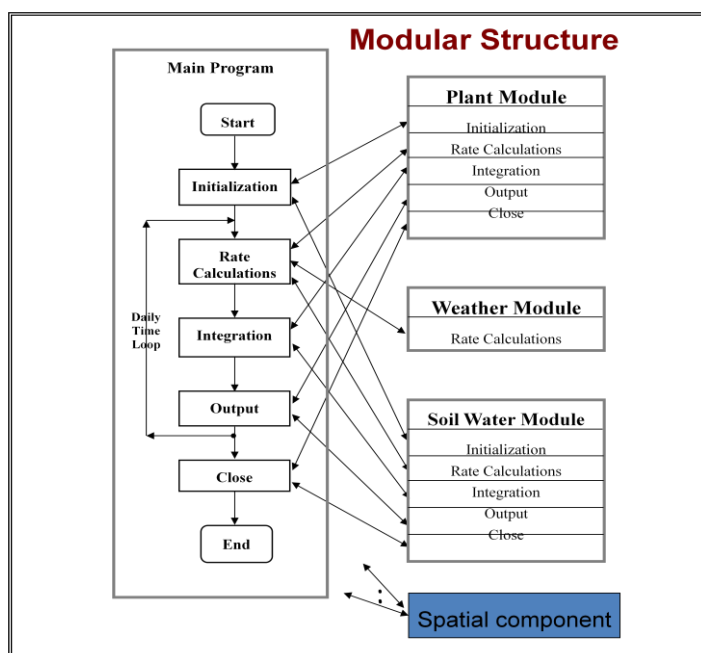 Modular Structure
Main Program
Start
Initialization
Rate
Calculations
Daily
Time
Loop
Integration
Output
Close
End
Plant Module
Initialization
Rate Calculations
Integration
Output
Close
Weather Module
Rate Calculations
Soil Water Module
Initialization
Rate Calculations
Integration
Output
Close
:
Spatial component